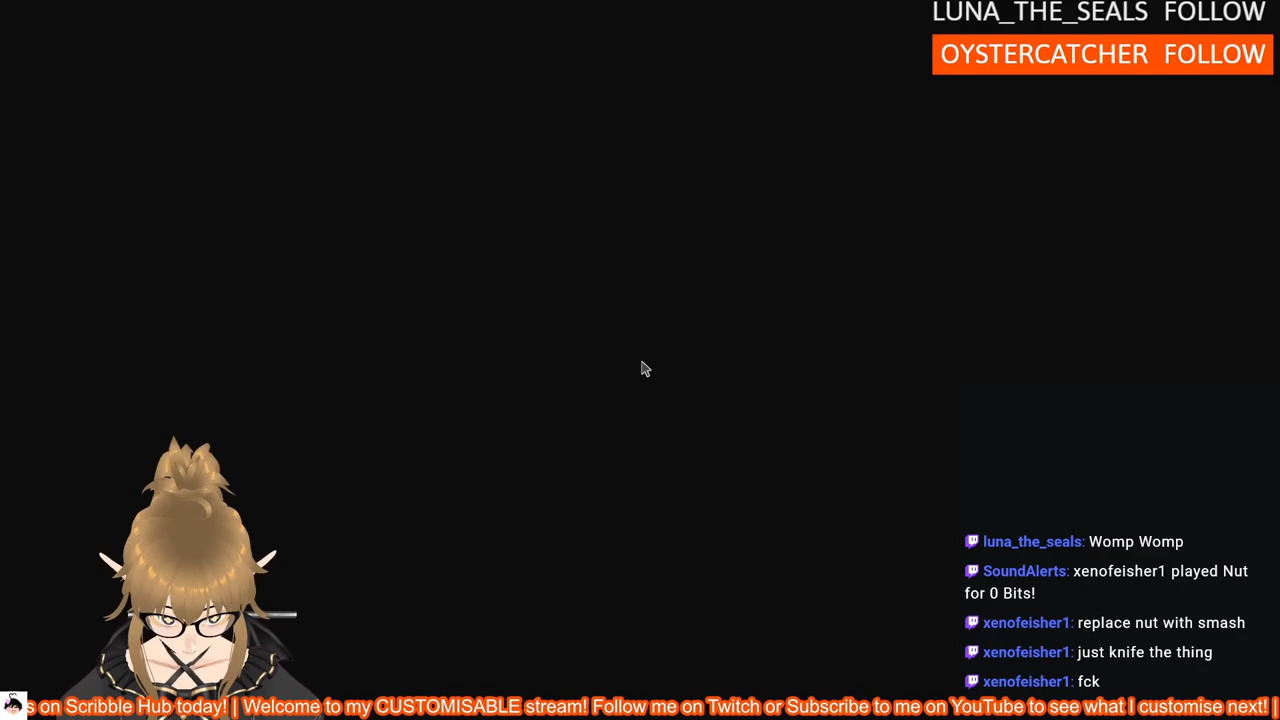 LUNA_THE_SEALS FOLLOW
OYSTERCATCHER FOLLOW
luna_the_seals: Womp Womp
SoundAlerts: xenofeisher1 played Nut
for 0 Bits!
xenofeisher1: replace nut with smash
xenofeisher1: just knife the thing
xenofeisher1: fck
s on Scribble Hub today! | Welcome to my CUSTOMISABLE stream! Follow me on Twitch or Subscribe to me on YouTube to see what I customise next! |